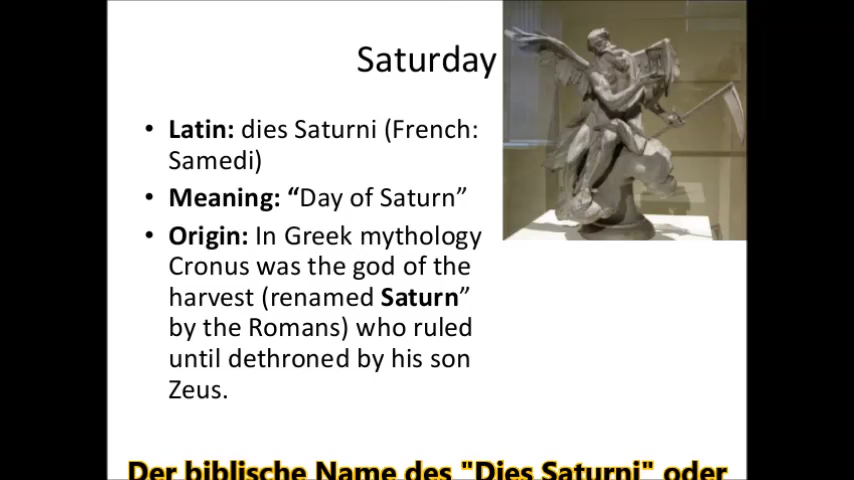 Saturday
• Latin: dies Saturni (French:
Samedi)
• Meaning: “Day of Saturn”
• Origin: In Greek mythology
Cronus was the god of the
harvest (renamed Saturn”
by the Romans) who ruled
until dethroned by his son
Zeus.
Der biblische Name des "Dies Saturni" oder